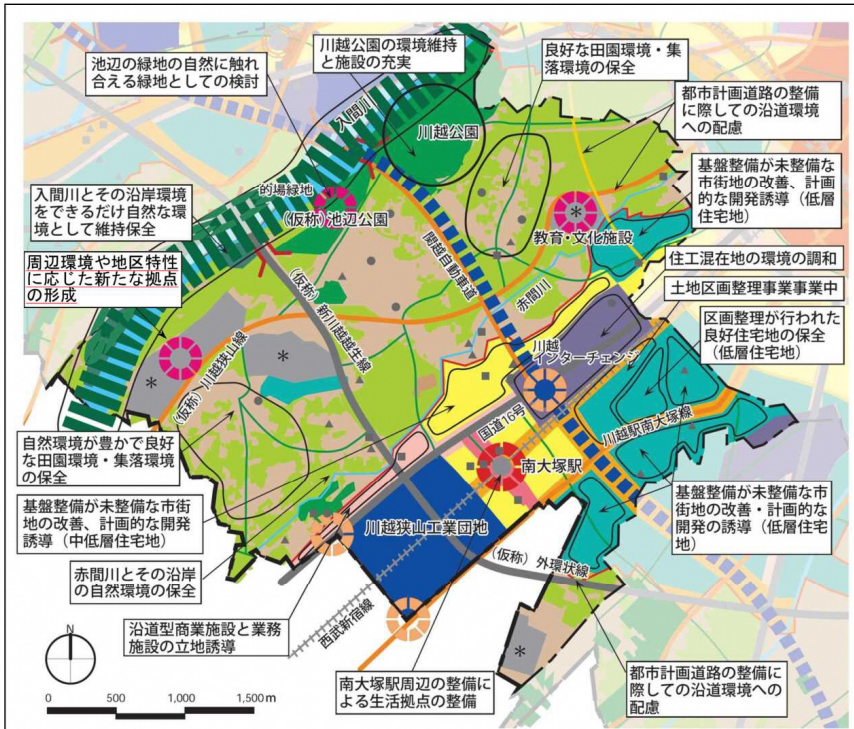 池辺の緑地の自然に触れ
合える緑地としての検討
川越公園の環境維持
と施設の充実
良好な田園環境・集
落環境の保全
都市計画道路の整備
に際しての沿道環境
への配慮
入間川
川越公園
基盤整備が未整備な
市街地の改善、計画
的な開発誘導（低層
住宅地）
入間川とその沿岸環境
をできるだけ自然な環
境として維持保全
的場緑地
（仮称）池辺公園
教育・文化施設
関越自動車道
住工混在地の環境の調和
周辺環境や地区特性
に応じた新たな拠点
の形成
赤間川
土地区画整理事業事業中
（仮称）新川越越生線
区画整理が行われた
良好住宅地の保全
（低層住宅地）
川越
インターチェンジ
（仮称）川越狭山線
＊
＊
＊
国道16号
川越駅南大塚線
南大塚駅
自然環境が豊かで良好
な田園環境・集落環境
の保全
基盤整備が未整備な市
街地の改善・計画的な
開発の誘導（低層住宅
地）
基盤整備が未整備な市街
地の改善、計画的な開発
誘導（中低層住宅地）
川越狭山工業団地
（仮称）外環状線
赤間川とその沿岸
の自然環境の保全
西武新宿線
沿道型商業施設と業務
施設の立地誘導
＊
N
南大塚駅周辺の整備に
よる生活拠点の整備
都市計画道路の整備に
際しての沿道環境への
配慮
0 500 1,000 1,500 m